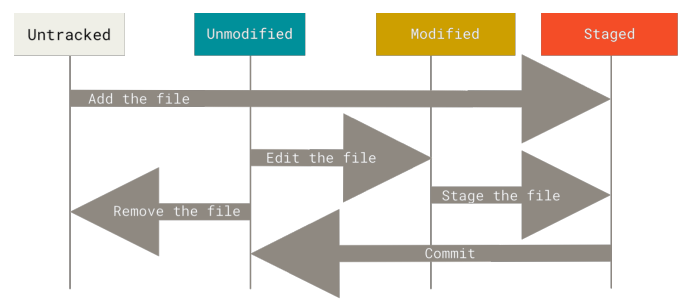 Untracked
Unmodified
Modified
Staged
Add the file
Edit the file
Stage the file
Remove the file
Commit